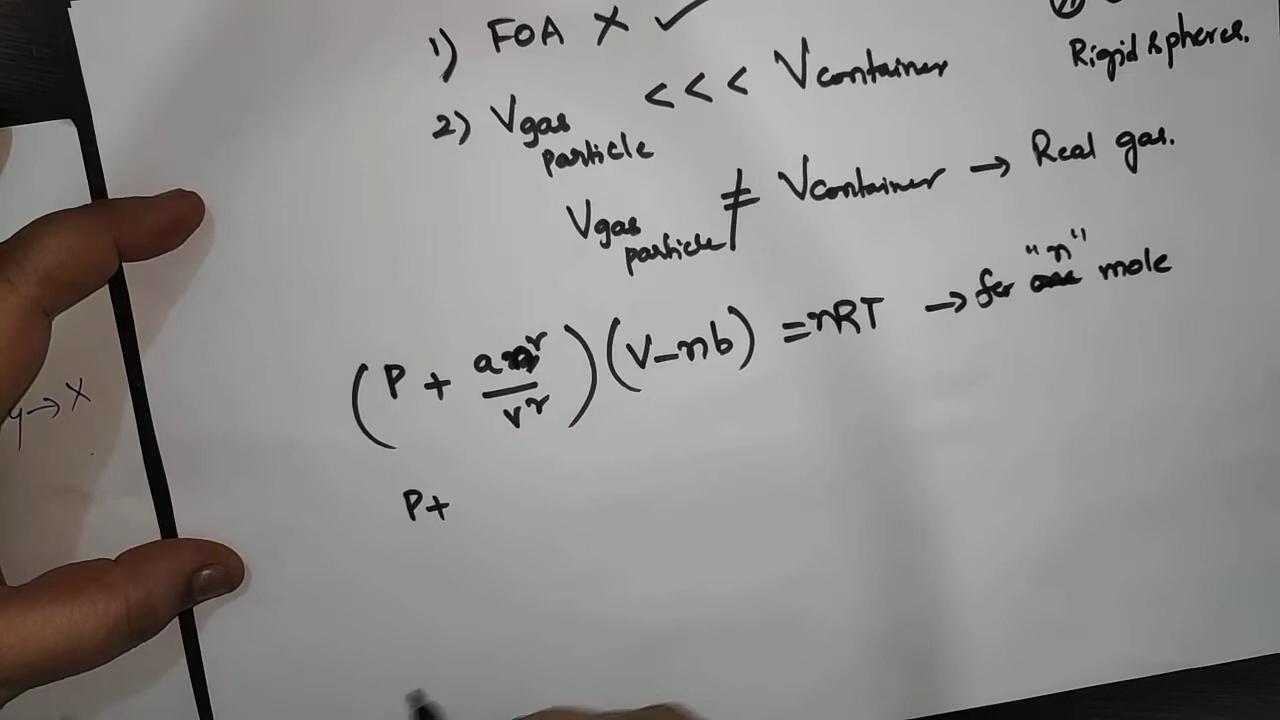 1) FOA X ✓
Rigid spheres.
2) Vgas particle <<< Vcontainer
Vgas particle ≠ Vcontainer → Real gas.
(P + an²/v²)(V-nb) = nRT → for "n" mole
→ X
P+